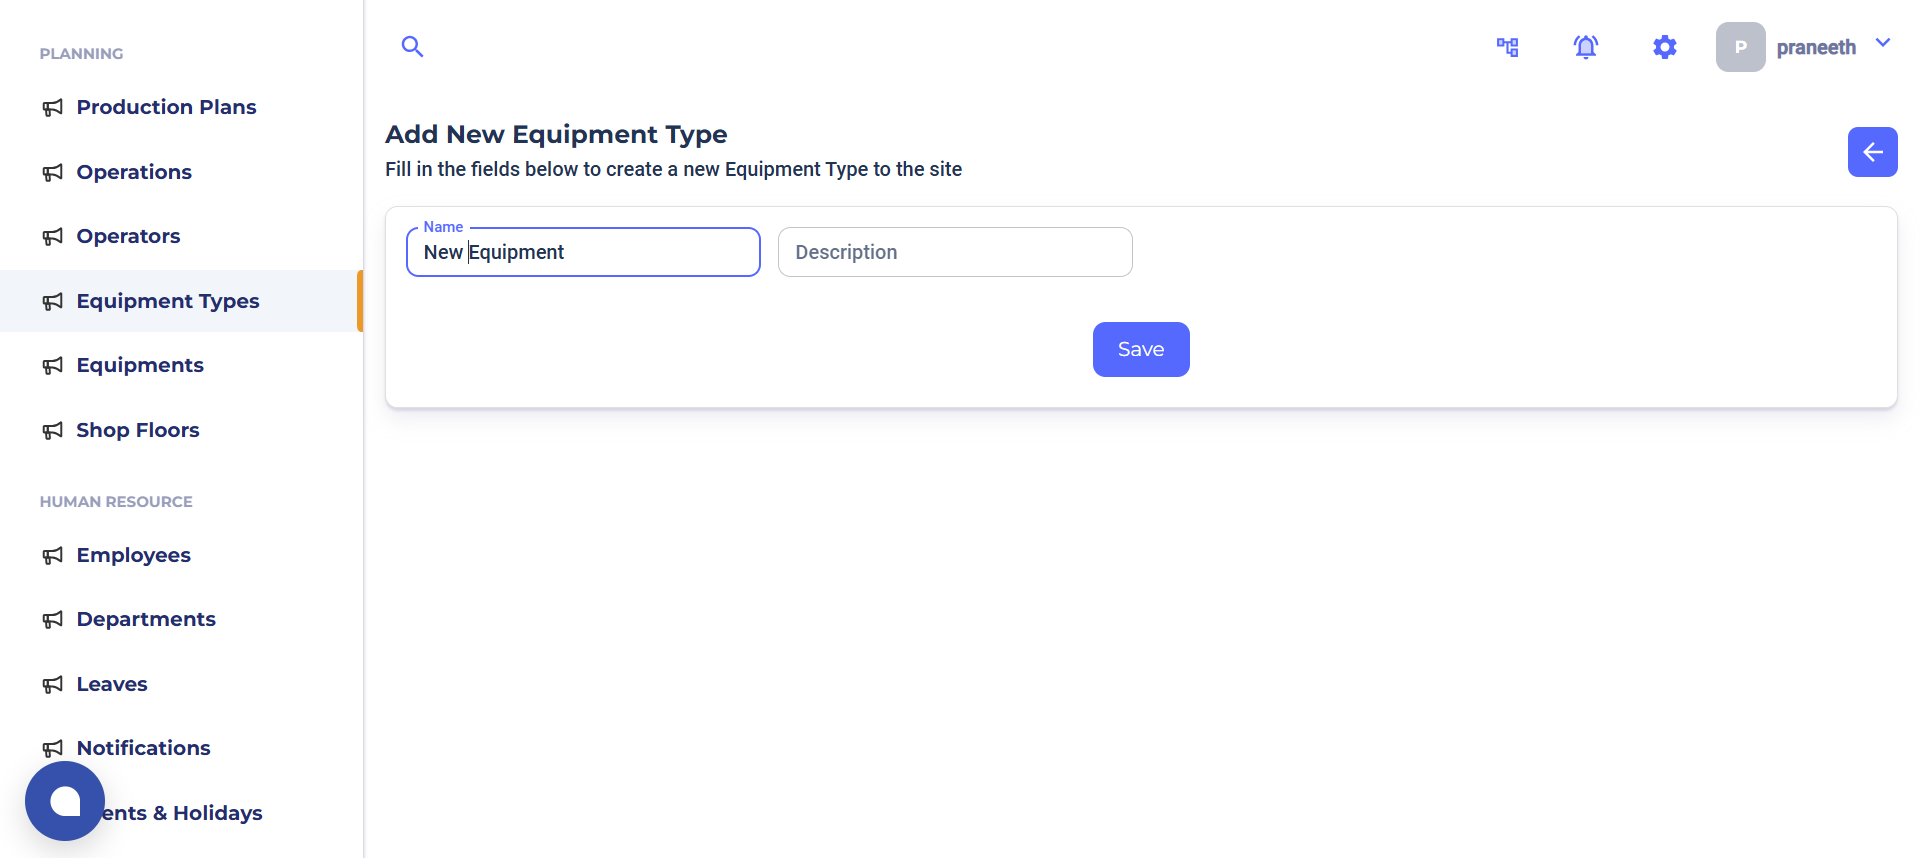 PLANNING
Production Plans
Operations
Operators
Equipment Types
Equipments
Shop Floors
HUMAN RESOURCE
Employees
Departments
Leaves
Notifications
ents & Holidays
P
praneeth
Add New Equipment Type
Fill in the fields below to create a new Equipment Type to the site
Name
New Equipment
Description
Save